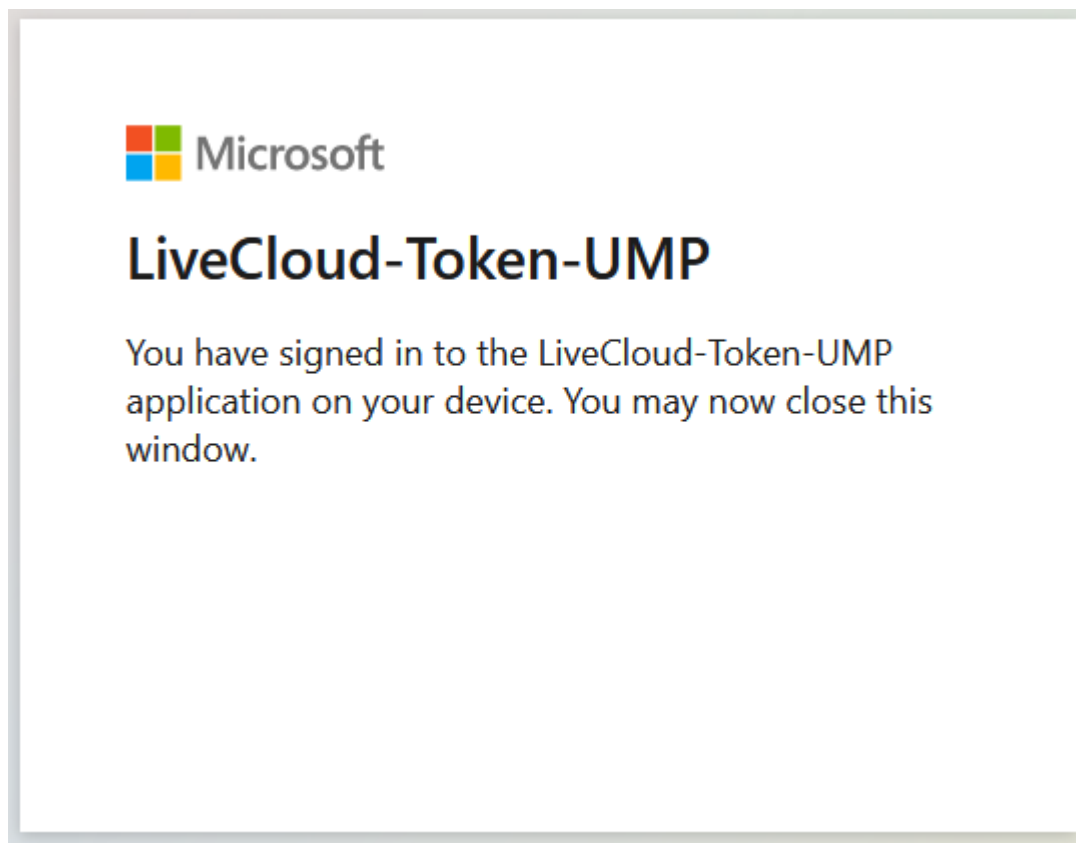 Microsoft
LiveCloud-Token-UMP
You have signed in to the LiveCloud-Token-UMP
application on your device. You may now close this
window.